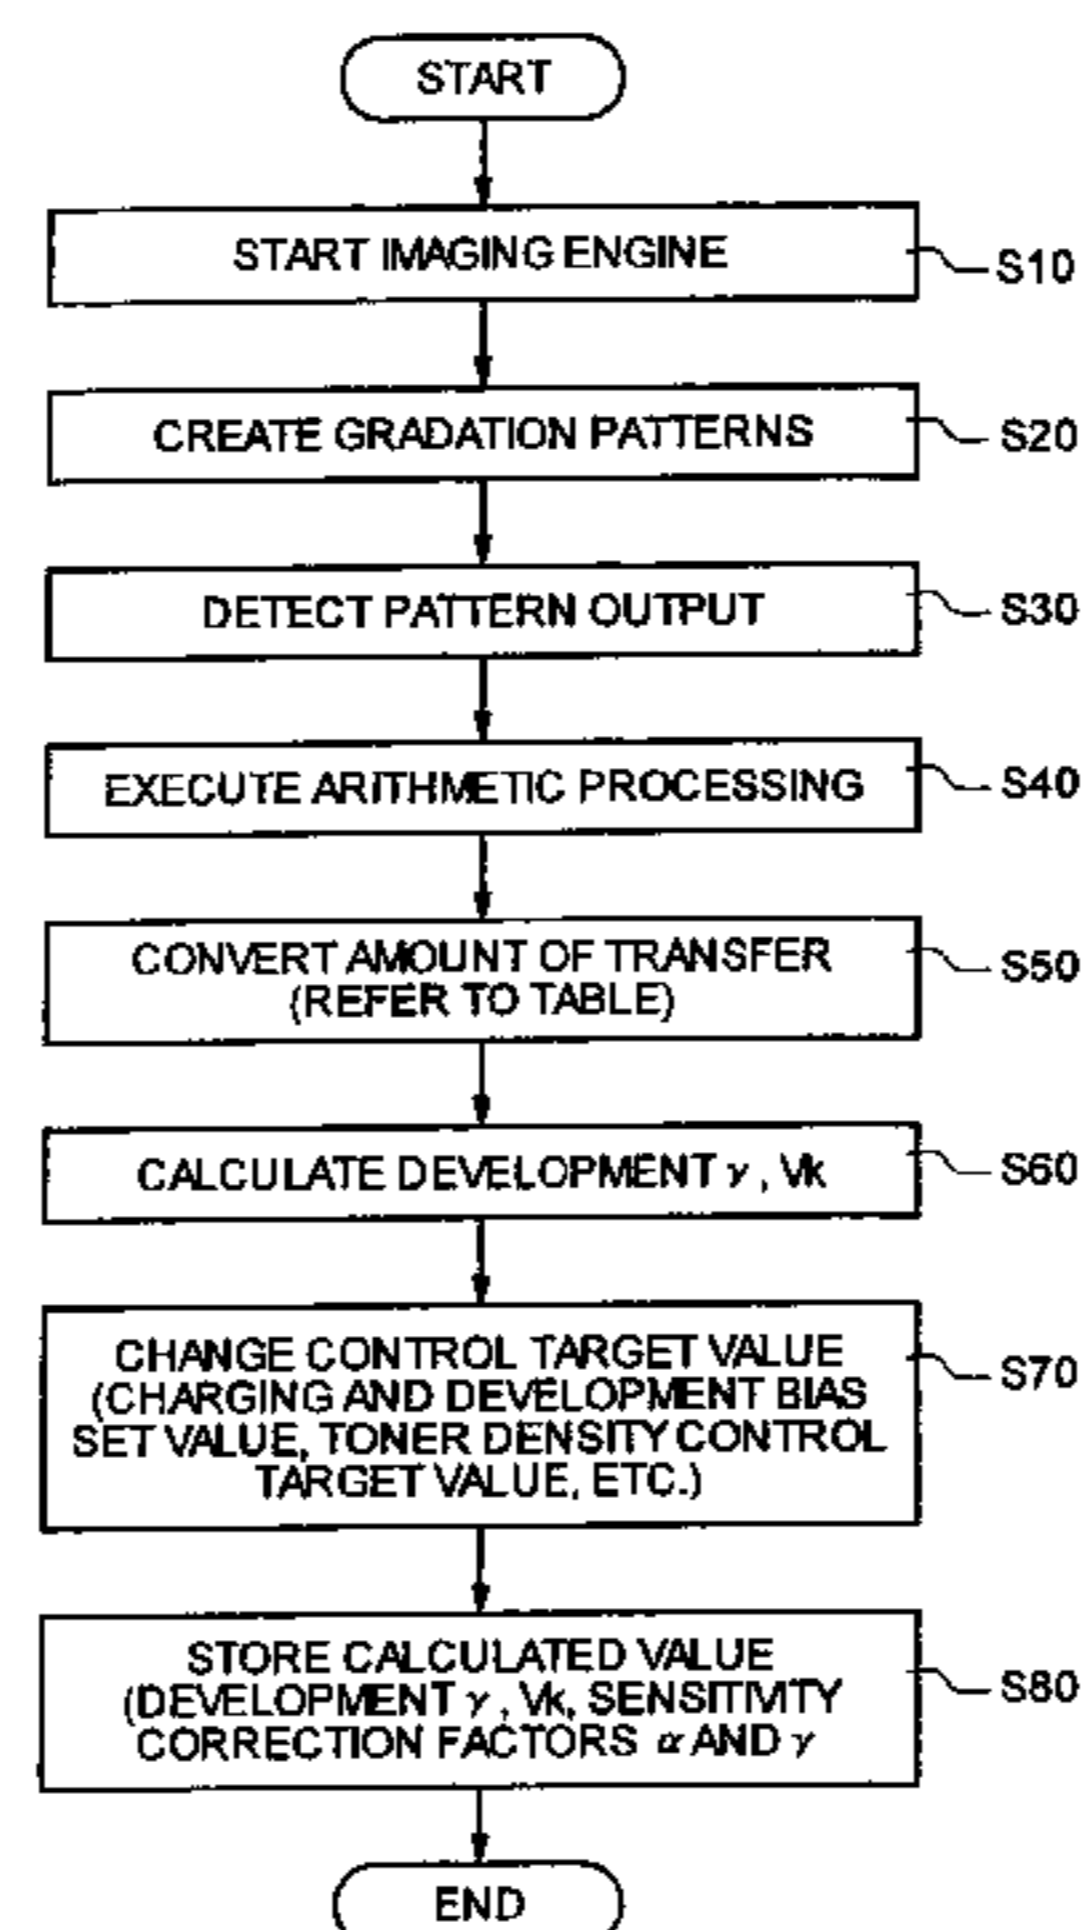 START
START IMAGING ENGINE
S10
CREATE GRADATION PATTERNS
S20
DETECT PATTERN OUTPUT
S30
EXECUTE ARITHMETIC PROCESSING
S40
CONVERT AMOUNT OF TRANSFER
(REFER TO TABLE)
S50
CALCULATE DEVELOPMENT γ, Vk
S60
CHANGE CONTROL TARGET VALUE
(CHARGING AND DEVELOPMENT BIAS
SET VALUE, TONER DENSITY CONTROL
TARGET VALUE, ETC.)
S70
STORE CALCULATED VALUE
(DEVELOPMENT γ, Vk, SENSITIVITY
CORRECTION FACTORS α AND γ
S80
END